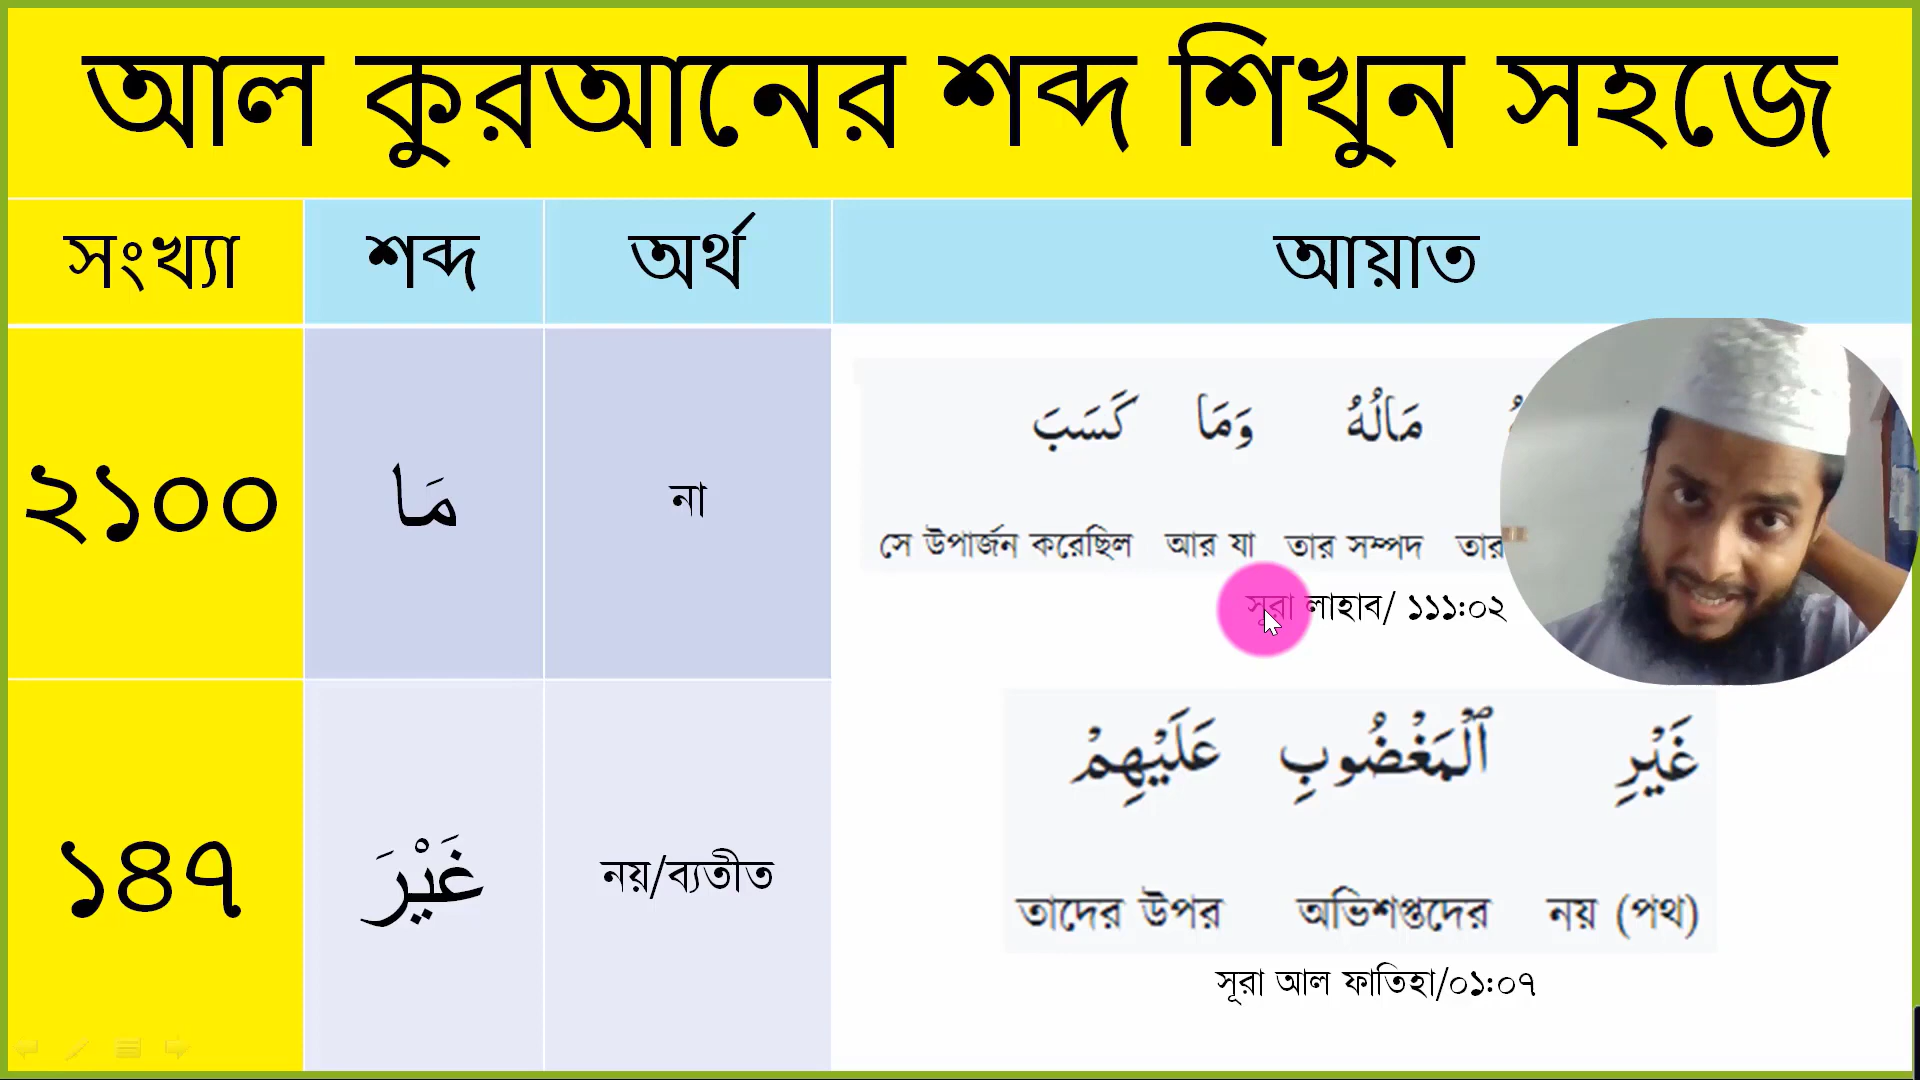 আল কুরআনের শব্দ শিখুন সহজে
সংখ্যা শব্দ অর্থ আয়াত
২১০০ مَا না
مَالُهُ وَمَا كَسَبَ
সে উপার্জন করেছিল আর যা তার সম্পদ তার
সূরা লাহাব/ ১১১:০২
১৪৭ غَيْرَ নয়/ব্যতীত
غَيْرِ ٱلْمَغْضُوبِ عَلَيْهِمْ
তাদের উপর অভিশপ্তদের নয় (পথ)
সূরা আল ফাতিহা/০১:০৭